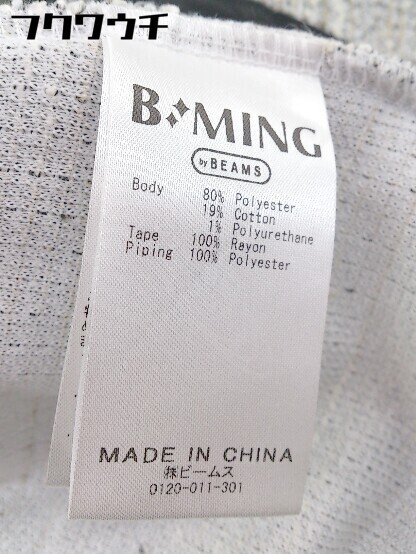 フクウクチ
B MING
by BEAMS
Body 80% Polyester
19% Cotton
1% Polyurethane
Tape 100% Rayon
Piping 100% Polyester
MADE IN CHINA
㈱ビームス
0120-011-301